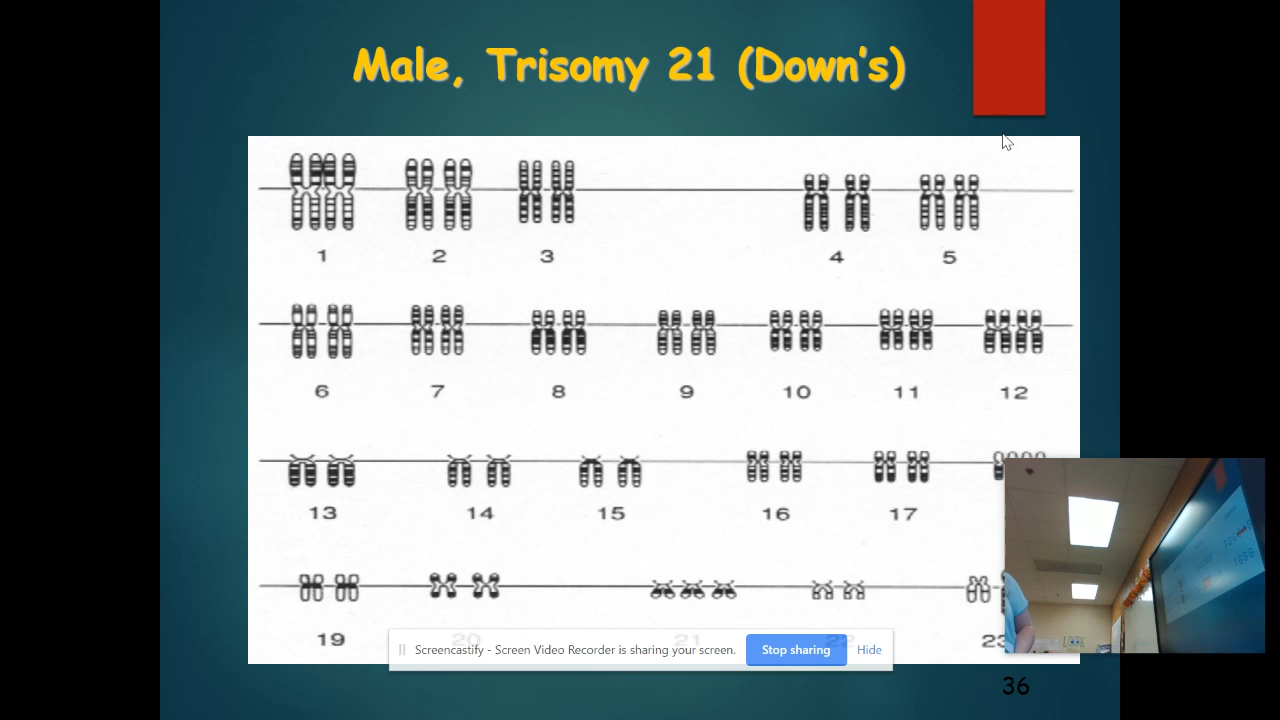 Male, Trisomy 21 (Down's)
1 2 3 4 5
6 7 8 9 10 11 12
13 14 15 16 17
19 20 21 22 23
Screencastify - Screen Video Recorder is sharing your screen. Stop sharing Hide
36